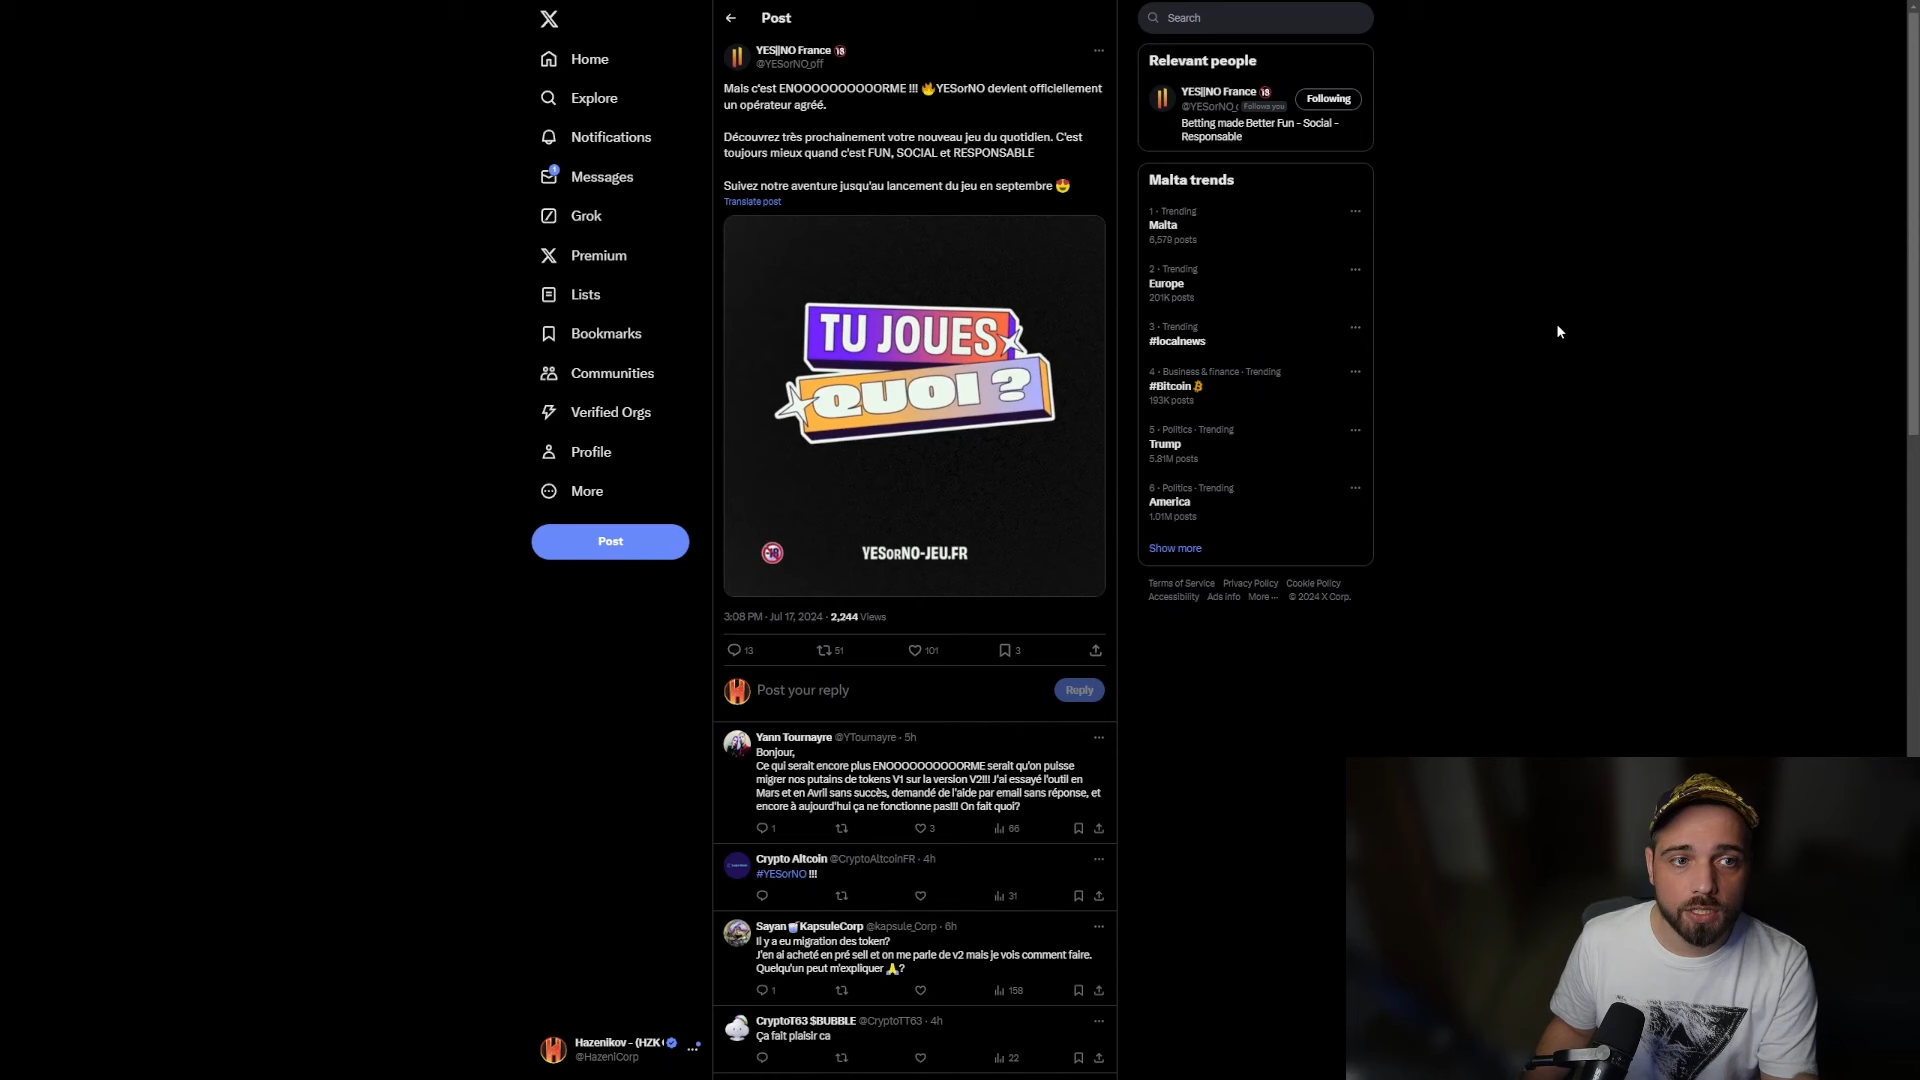 Home
Explore
Notifications
1
Messages
Grok
Premium
Lists
Bookmarks
Communities
Verified Orgs
Profile
More
Post
Hazenikov - (HZK
@HazeniCorp
Post
YES||NO France 🔞
@YESorNO_off
Mais c'est ENOOOOOOOOOORME !!! 🔥YESorNO devient officiellement
un opérateur agréé.
Découvrez très prochainement votre nouveau jeu du quotidien. C'est
toujours mieux quand c'est FUN, SOCIAL et RESPONSABLE
Suivez notre aventure jusqu'au lancement du jeu en septembre 😍
Translate post
TU JOUES
QUOI ?
-18
YESORNO-JEU.FR
3:08 PM · Jul 17, 2024 · 2,244 Views
13 51 101 3
Post your reply
Reply
Yann Tournayre @YTournayre · 5h
Bonjour,
Ce qui serait encore plus ENOOOOOOOOOORME serait qu'on puisse
migrer nos putains de tokens V1 sur la version V2!!! J'ai essayé l'outil en
Mars et en Avril sans succès, demandé de l'aide par email sans réponse, et
encore à aujourd'hui ça ne fonctionne pas!!! On fait quoi?
1 3 66
Crypto Altcoin @CryptoAltcoinFR · 4h
#YESorNO !!!
31
Sayan🥛KapsuleCorp @kapsule_Corp · 6h
Il y a eu migration des token?
J'en ai acheté en pré sell et on me parle de v2 mais je vois comment faire.
Quelqu'un peut m'expliquer 🙏?
1 158
CryptoT63 $BUBBLE @CryptoTT63 · 4h
Ça fait plaisir ca
22
Search
Relevant people
YES||NO France 🔞
@YESorNO_ Follows you
Following
Betting made Better Fun - Social -
Responsable
Malta trends
1 · Trending
Malta
6,579 posts
2 · Trending
Europe
201K posts
3 · Trending
#localnews
4 · Business & finance · Trending
#Bitcoin
193K posts
5 · Politics · Trending
Trump
5.81M posts
6 · Politics · Trending
America
1.01M posts
Show more
Terms of Service Privacy Policy Cookie Policy
Accessibility Ads info More ··· © 2024 X Corp.